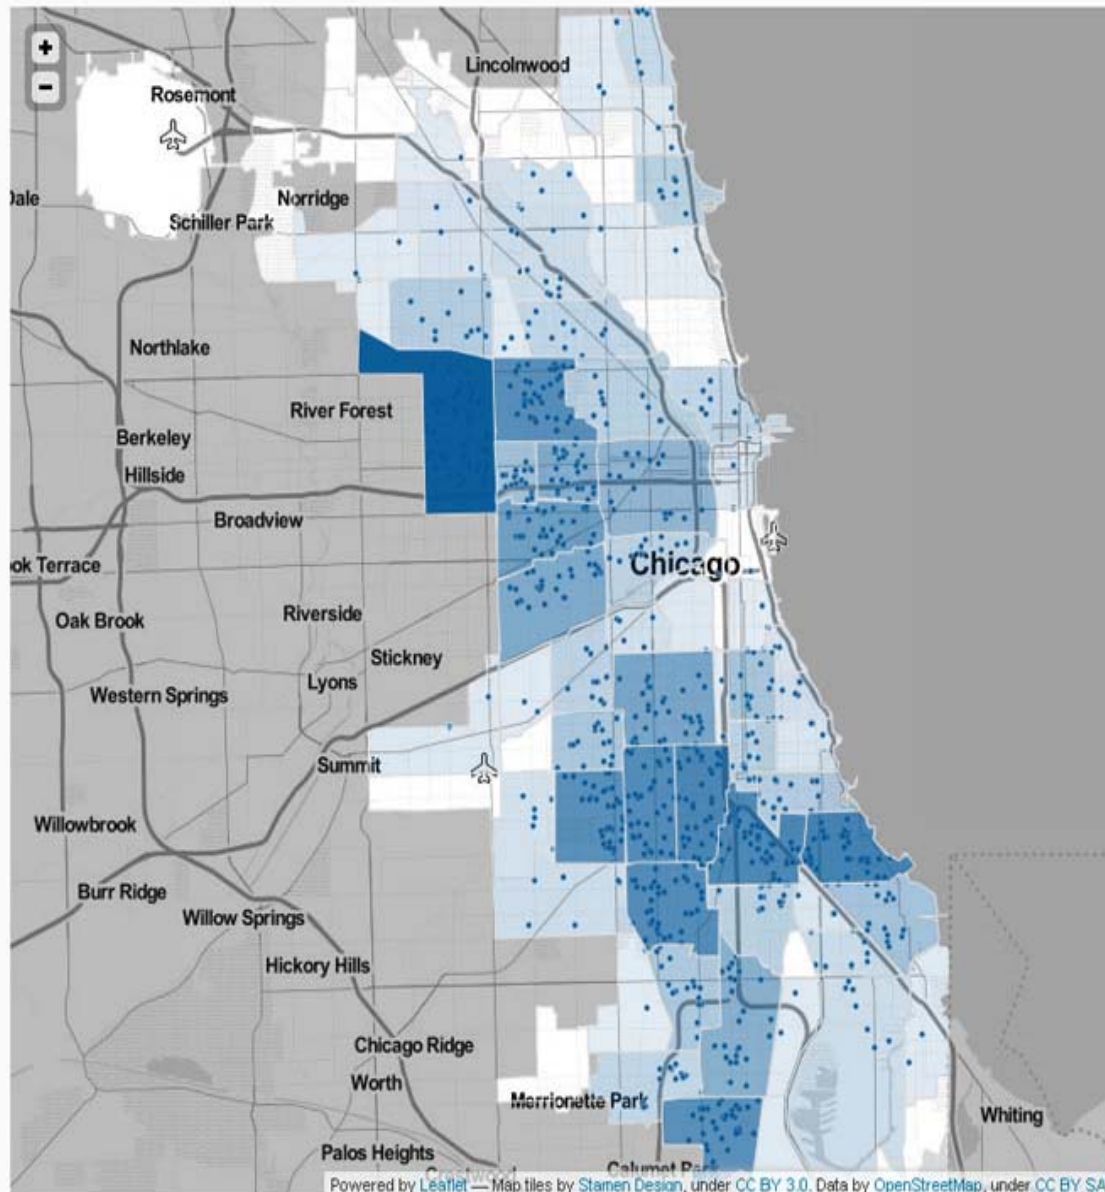 +
Lincolnwood
−
Rosemont
Dale
Norridge
Schiller Park
Northlake
River Forest
Berkeley
Hillside
Broadview
ok Terrace
Chicago
Oak Brook
Riverside
Stickney
Lyons
Western Springs
Summit
Willowbrook
Burr Ridge
Willow Springs
Hickory Hills
Chicago Ridge
Worth
Merrionette Park
Whiting
Palos Heights
Crestwood
Calumet Park
Powered by Leaflet — Map tiles by Stamen Design, under CC BY 3.0. Data by OpenStreetMap, under CC BY SA